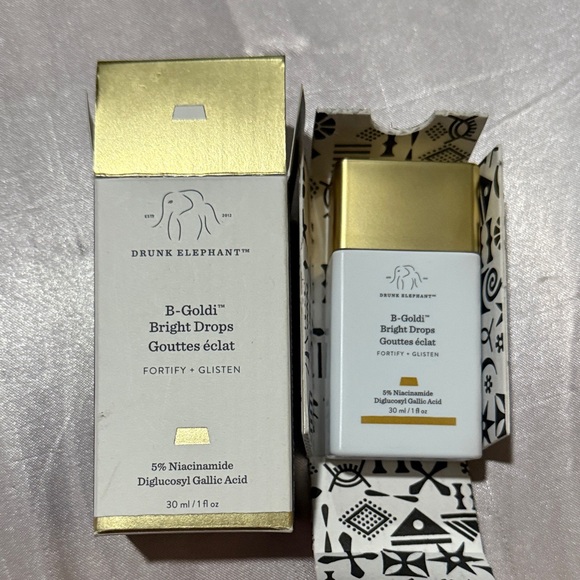 ESTD 2012
DRUNK ELEPHANT™
B-Goldi™
Bright Drops
Gouttes éclat
FORTIFY + GLISTEN
5% Niacinamide
Diglucosyl Gallic Acid
30 ml / 1 fl oz
DRUNK ELEPHANT™
B-Goldi™
Bright Drops
Gouttes éclat
FORTIFY + GLISTEN
5% Niacinamide
Diglucosyl Gallic Acid
30 ml / 1 fl oz